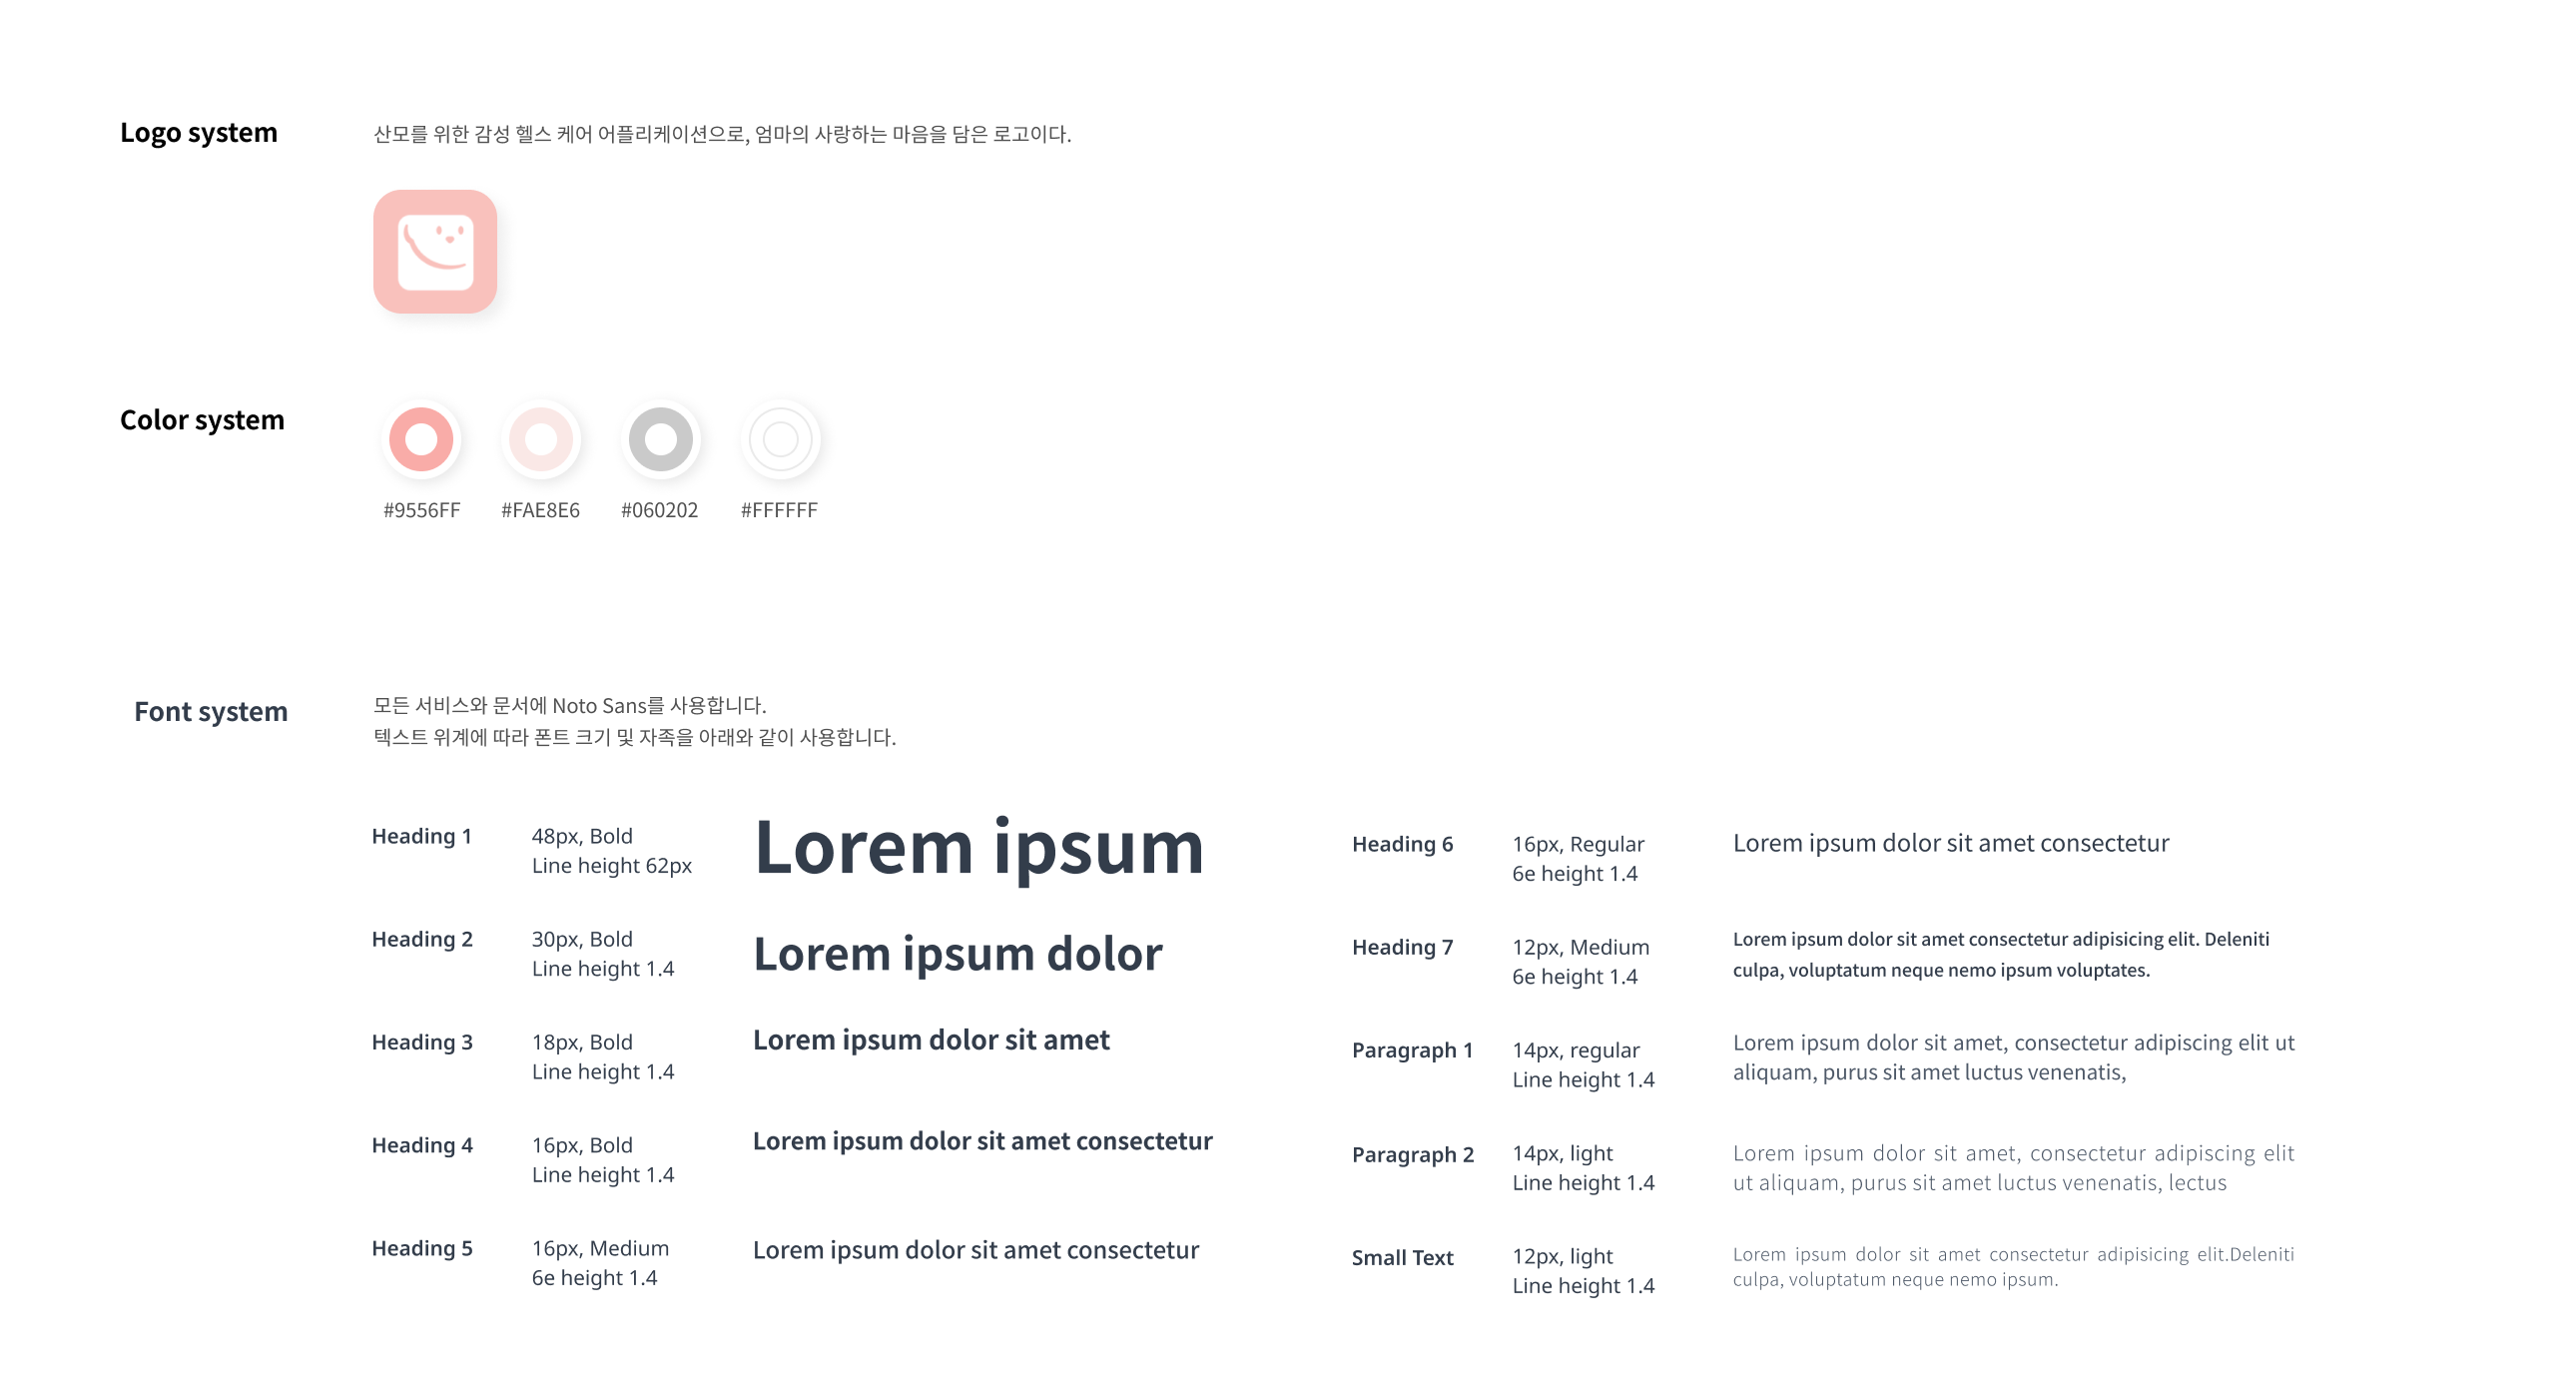 Logo system
산모를 위한 감성 헬스 케어 어플리케이션으로, 엄마의 사랑하는 마음을 담은 로고이다.
Color system
#9556FF
#FAE8E6
#060202
#FFFFFF
Font system
모든 서비스와 문서에 Noto Sans를 사용합니다.
텍스트 위계에 따라 폰트 크기 및 자족을 아래와 같이 사용합니다.
Heading 1
48px, Bold
Line height 62px
Lorem ipsum
Heading 2
30px, Bold
Line height 1.4
Lorem ipsum dolor
Heading 3
18px, Bold
Line height 1.4
Lorem ipsum dolor sit amet
Heading 4
16px, Bold
Line height 1.4
Lorem ipsum dolor sit amet consectetur
Heading 5
16px, Medium
6e height 1.4
Lorem ipsum dolor sit amet consectetur
Heading 6
16px, Regular
6e height 1.4
Lorem ipsum dolor sit amet consectetur
Heading 7
12px, Medium
6e height 1.4
Lorem ipsum dolor sit amet consectetur adipisicing elit. Deleniti
culpa, voluptatum neque nemo ipsum voluptates.
Paragraph 1
14px, regular
Line height 1.4
Lorem ipsum dolor sit amet, consectetur adipiscing elit ut
aliquam, purus sit amet luctus venenatis,
Paragraph 2
14px, light
Line height 1.4
Lorem ipsum dolor sit amet, consectetur adipiscing elit
ut aliquam, purus sit amet luctus venenatis, lectus
Small Text
12px, light
Line height 1.4
Lorem ipsum dolor sit amet consectetur adipisicing elit.Deleniti
culpa, voluptatum neque nemo ipsum.